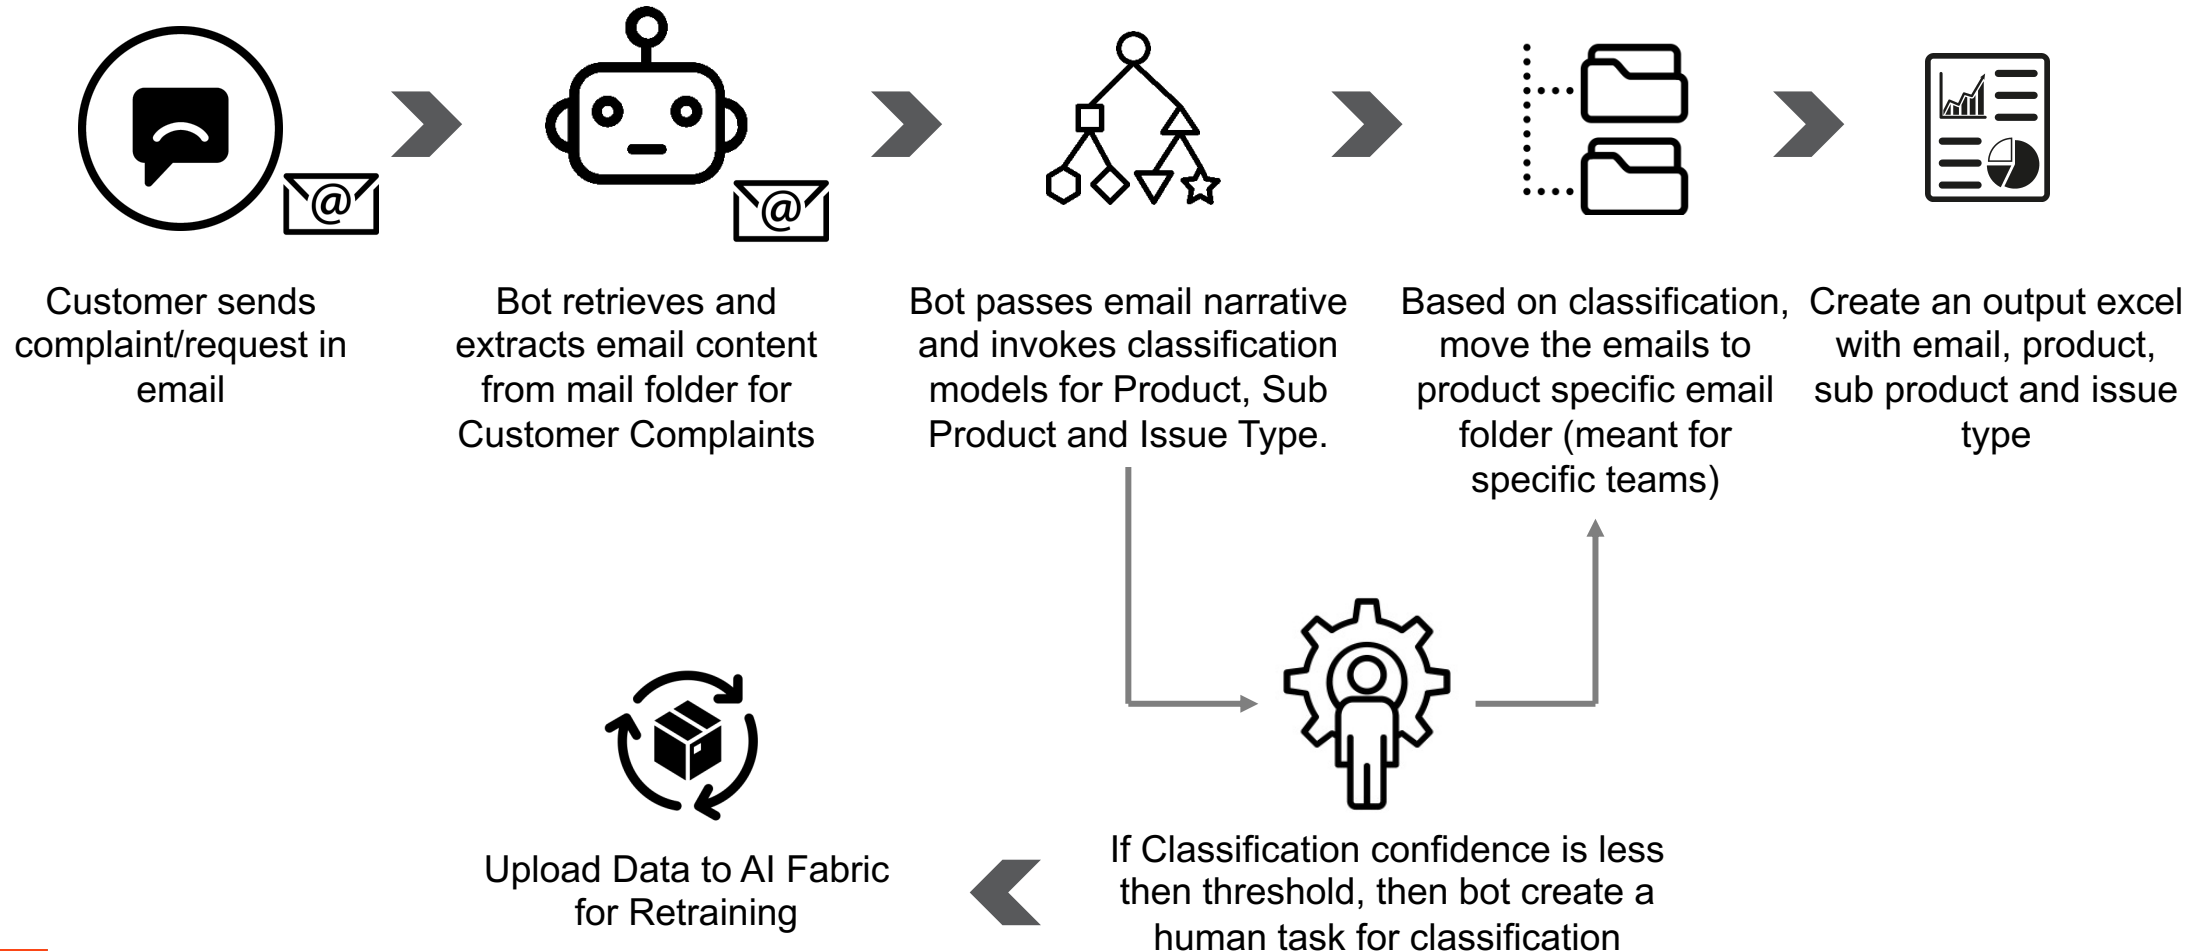 @
@
Customer sends
complaint/request in
email
Bot retrieves and
extracts email content
from mail folder for
Customer Complaints
Bot passes email narrative
and invokes classification
models for Product, Sub
Product and Issue Type.
Based on classification,
move the emails to
product specific email
folder (meant for
specific teams)
Create an output excel
with email, product,
sub product and issue
type
If Classification confidence is less
then threshold, then bot create a
human task for classification
Upload Data to AI Fabric
for Retraining